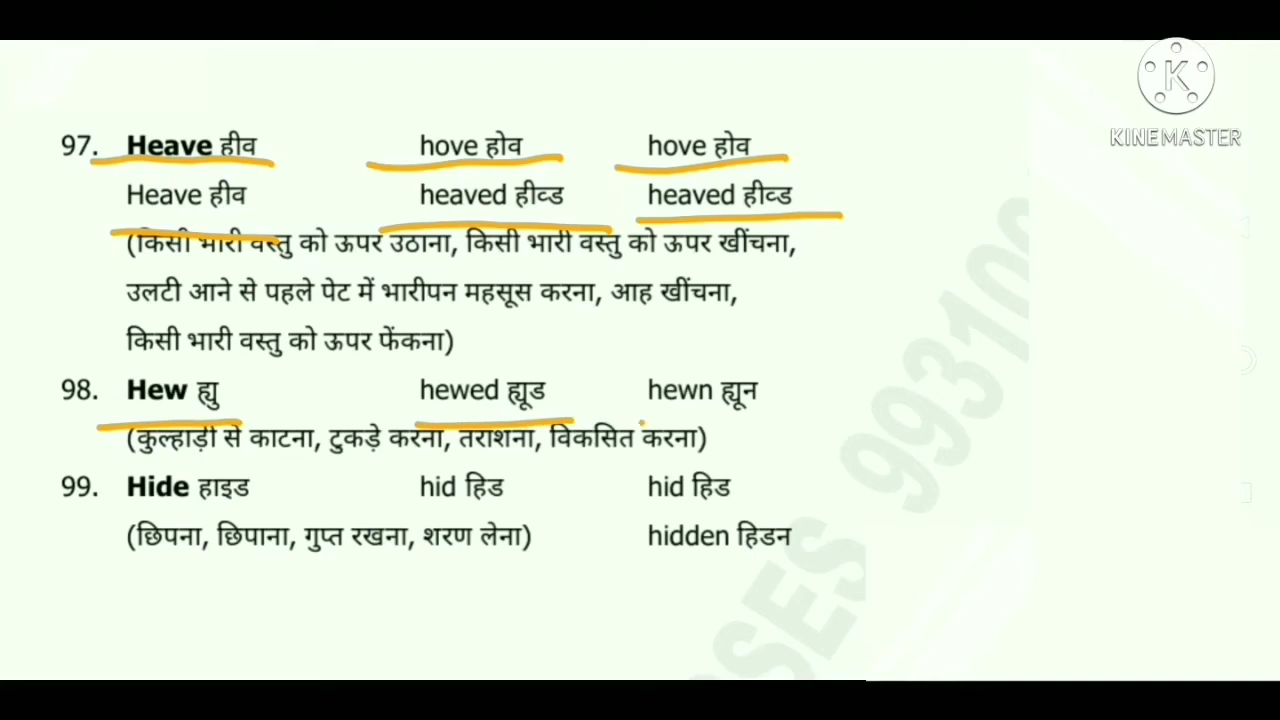 KINEMASTER
97. Heave हीव hove होव hove होव
Heave हीव heaved हीव्ड heaved हीव्ड
(किसी भारी वस्तु को ऊपर उठाना, किसी भारी वस्तु को ऊपर खींचना,
उलटी आने से पहले पेट में भारीपन महसूस करना, आह खींचना,
किसी भारी वस्तु को ऊपर फेंकना)
98. Hew ह्यु hewed ह्यूड hewn ह्यून
(कुल्हाड़ी से काटना, टुकड़े करना, तराशना, विकसित करना)
99. Hide हाइड hid हिड hid हिड
(छिपना, छिपाना, गुप्त रखना, शरण लेना) hidden हिडन